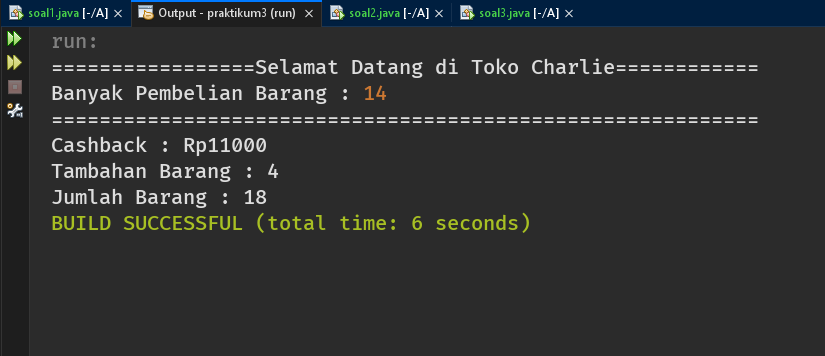 soal1.java [-/A] × Output - praktikum3 (run) × soal2.java [-/A] × soal3.java [-/A] ×
run:
=================Selamat Datang di Toko Charlie============
Banyak Pembelian Barang : 14
===========================================================
Cashback : Rp11000
Tambahan Barang : 4
Jumlah Barang : 18
BUILD SUCCESSFUL (total time: 6 seconds)